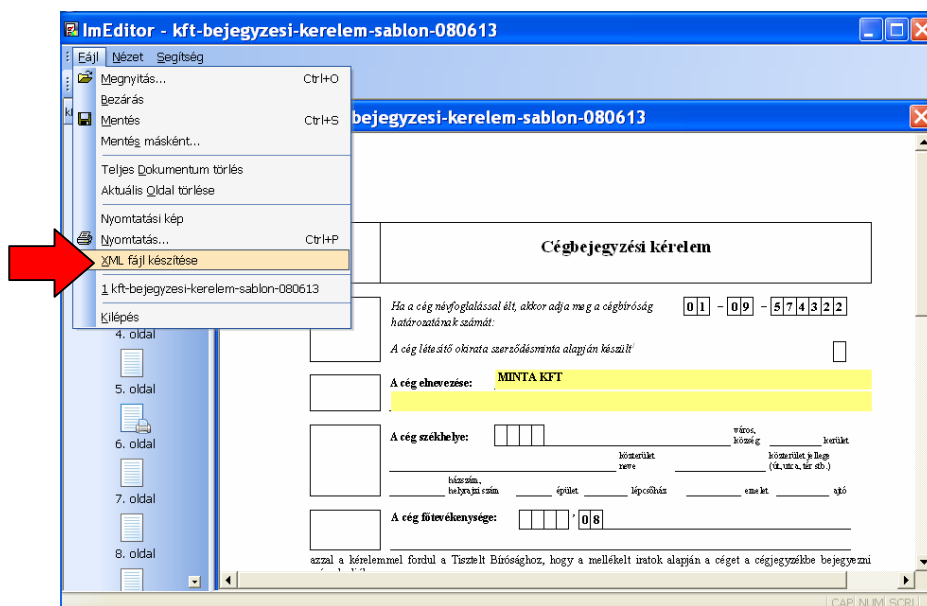 ImEditor - kft-bejegyzesi-kerelem-sablon-080613
Fájl Nézet Segítség
Megnyitás... Ctrl+O
Bezárás
Mentés Ctrl+S
Mentés másként...
Teljes Dokumentum törlés
Aktuális Oldal törlése
Nyomtatási kép
Nyomtatás... Ctrl+P
XML fájl készítése
1 kft-bejegyzesi-kerelem-sablon-080613
Kilépés
bejegyzesi-kerelem-sablon-080613
4. oldal
5. oldal
6. oldal
7. oldal
8. oldal
Cégbejegyzési kérelem
Ha a cég névfoglalással élt, akkor adja meg a cégbíróság 01 - 09 - 574322
határozatának számát:
A cég létesítő okirata szerződésminta alapján készült
A cég elnevezése: MINTA KFT
A cég székhelye: város, község kerület
közterület neve közterület jellege (út, utca, tér stb.)
házszám, helyrajzi szám épület lépcsőház emelet ajtó
A cég főtevékenysége: ' 08
azzal a kérelemmel fordul a Tisztelt Bírósághoz, hogy a mellékelt iratok alapján a céget a cégjegyzékbe bejegyezni
CAP NUM SCRL